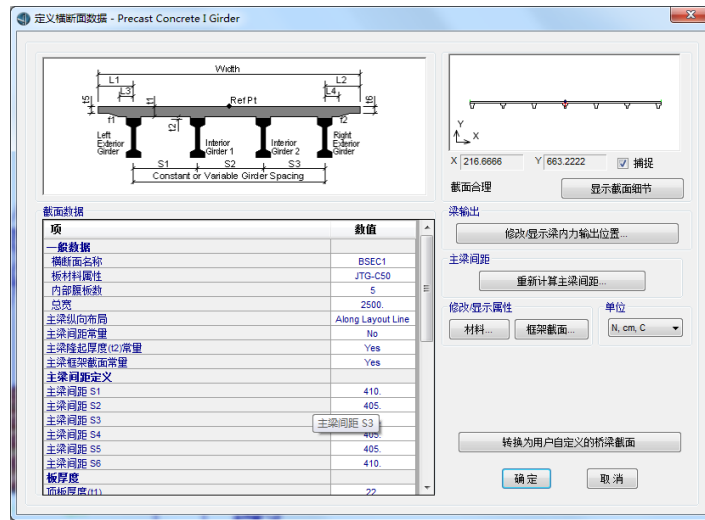 定义横断面数据 - Precast Concrete I Girder
Width
L1
L2
L3
L4
t5
t1
Ref Pt
t6
f1
t2
f2
Left Exterior Girder
Interior Girder 1
Interior Girder 2
Right Exterior Girder
S1
S2
S3
Constant or Variable Girder Spacing
Y
X
X 216.6666 Y 663.2222 捕捉
截面合理
显示截面细节
截面数据
项 数值
一般数据
横断面名称 BSEC1
板材料属性 JTG-C50
内部腹板数 5
总宽 2500.
主梁纵向布局 Along Layout Line
主梁间距常量 No
主梁隆起厚度(t2)常量 Yes
主梁框架截面常量 Yes
主梁间距定义
主梁间距 S1 410.
主梁间距 S2 405.
主梁间距 S3
主梁间距 S3
主梁间距 S4 405.
主梁间距 S5 405.
主梁间距 S6 410.
板厚度
顶板厚度(t1) 22.
梁输出
修改/显示梁内力输出位置...
主梁间距
重新计算主梁间距...
修改/显示属性
材料...
框架截面...
单位
N, cm, C
转换为用户自定义的桥梁截面
确定
取消